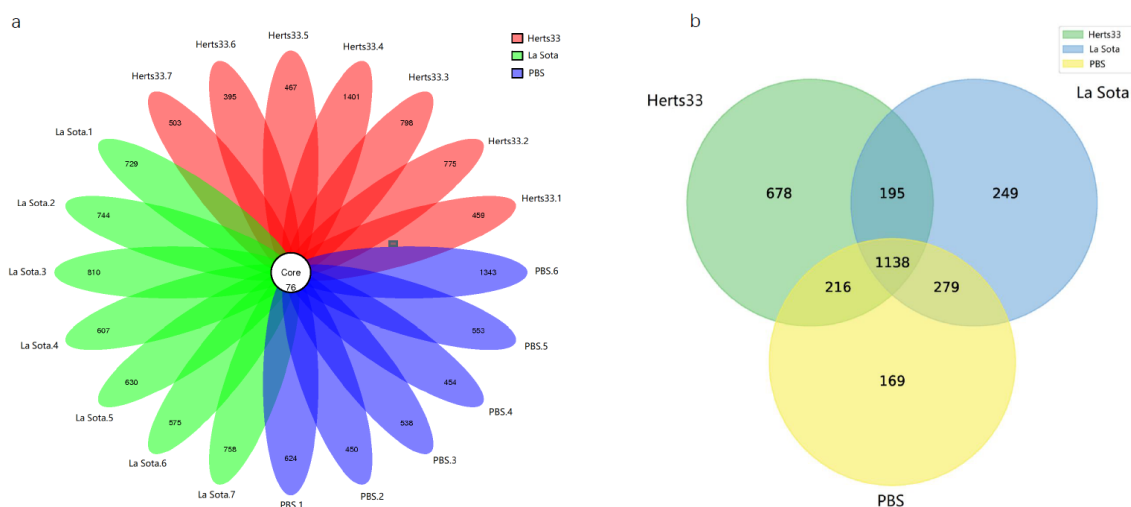 a
Herts33.5
Herts33.6
Herts33.4
Herts33
La Sota
PBS
Herts33.7
Herts33.3
467
395
1401
503
798
La Sota.1
Herts33.2
729
775
La Sota.2
Herts33.1
744
459
La Sota.3
810
Core
76
1343
PBS.6
La Sota.4
607
553
PBS.5
La Sota.5
630
454
PBS.4
La Sota.6
575
538
PBS.3
La Sota.7
758
624
450
PBS.2
PBS.1
b
Herts33
La Sota
PBS
Herts33
La Sota
678
195
249
1138
216
279
169
PBS